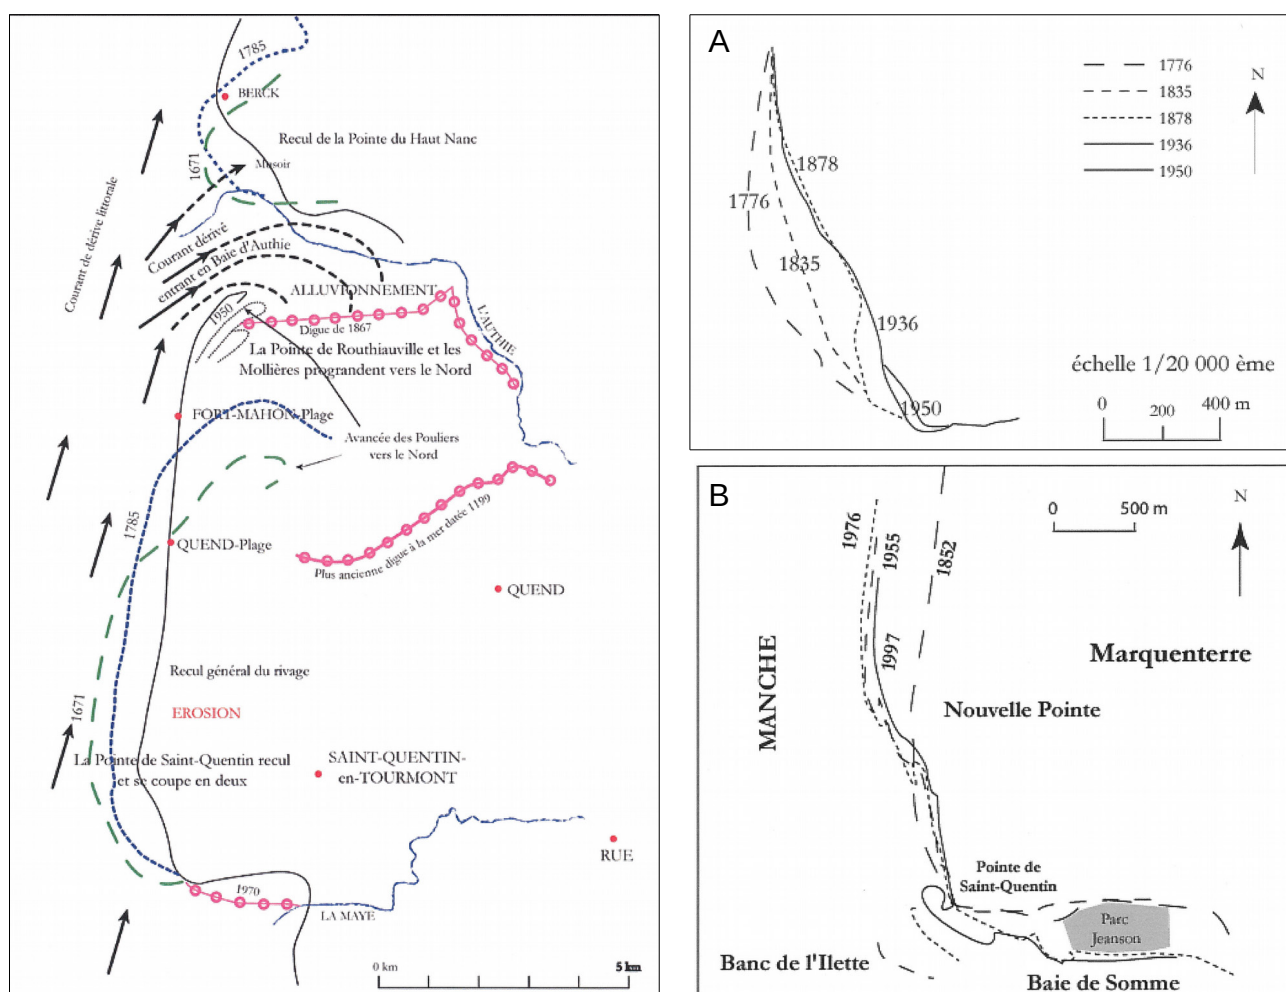 1785
BERCK
Recul de la Pointe du Haut Nanc
1671
Musoir
Courant de dérive littorale
Courant dérivé
entrant en Baie d'Authie
ALLUVIONNEMENT
1950
Digue de 1867
L'AUTHIE
La Pointe de Routhiauville et les
Mollières prograndent vers le Nord
FORT-MAHON-Plage
Avancée des Pouliers
vers le Nord
1785
QUEND-Plage
Plus ancienne digue à la mer datée 1199
QUEND
Recul général du rivage
EROSION
1671
La Pointe de Saint-Quentin recul
et se coupe en deux
SAINT-QUENTIN-
en-TOURMONT
RUE
1970
LA MAYE
0 km
5 km
A
1776
1835
1878
1936
1950
N
1878
1776
1835
1936
échelle 1/20 000 ème
1950
0
200
400 m
B
0
500 m
N
1976
1955
1852
1997
MANCHE
Marquenterre
Nouvelle Pointe
Pointe de
Saint-Quentin
Parc
Jeanson
Banc de l'Ilette
Baie de Somme